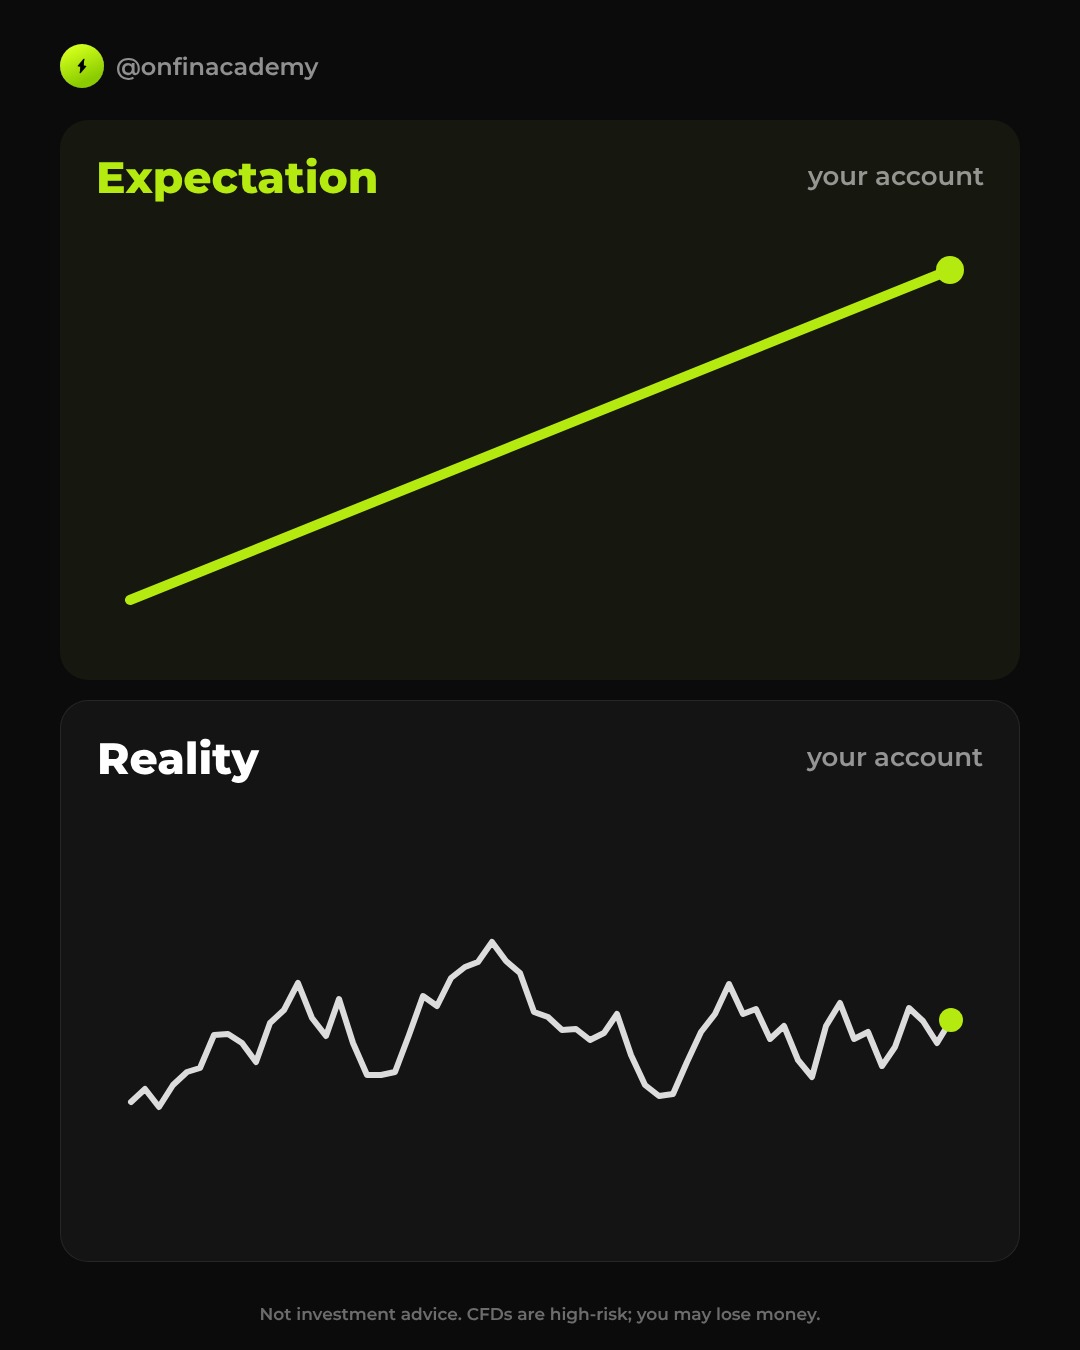 @onfinacademy
Expectation
your account
Reality
your account
Not investment advice. CFDs are high-risk; you may lose money.